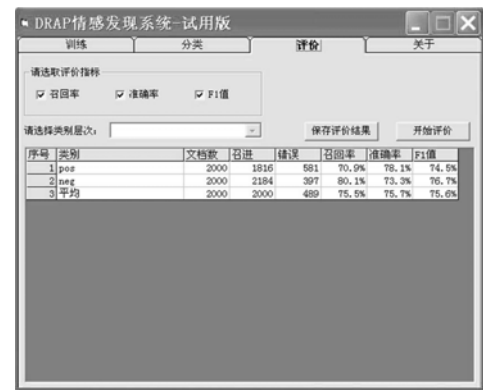 DRAP情感发现系统-试用版
训练 分类 评价 关于
请选取评价指标
召回率 准确率 F1值
请选择类别层次: 保存评价结果 开始评价
序号 类别 文档数 召进 错误 召回率 准确率 F1值
1 pos 2000 1816 581 70.9% 78.1% 74.5%
2 neg 2000 2184 397 80.1% 73.3% 76.7%
3 平均 2000 2000 489 75.5% 75.7% 75.6%